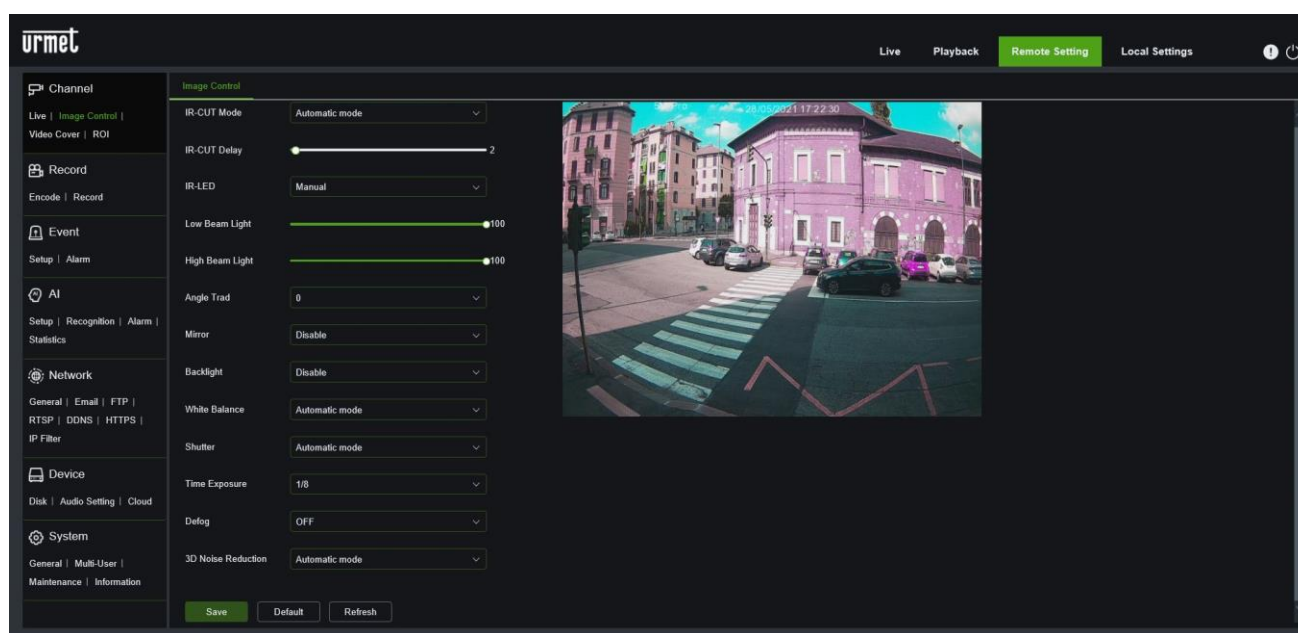 urmet
Live Playback Remote Setting Local Settings
Channel
Live | Image Control |
Video Cover | ROI
Record
Encode | Record
Event
Setup | Alarm
AI
Setup | Recognition | Alarm |
Statistics
Network
General | Email | FTP |
RTSP | DDNS | HTTPS |
IP Filter
Device
Disk | Audio Setting | Cloud
System
General | Multi-User |
Maintenance | Information
Image Control
IR-CUT Mode Automatic mode
IR-CUT Delay 2
IR-LED Manual
Low Beam Light 100
High Beam Light 100
Angle Trad 0
Mirror Disable
Backlight Disable
White Balance Automatic mode
Shutter Automatic mode
Time Exposure 1/8
Defog OFF
3D Noise Reduction Automatic mode
Save Default Refresh
28/05/2021 17:22:30